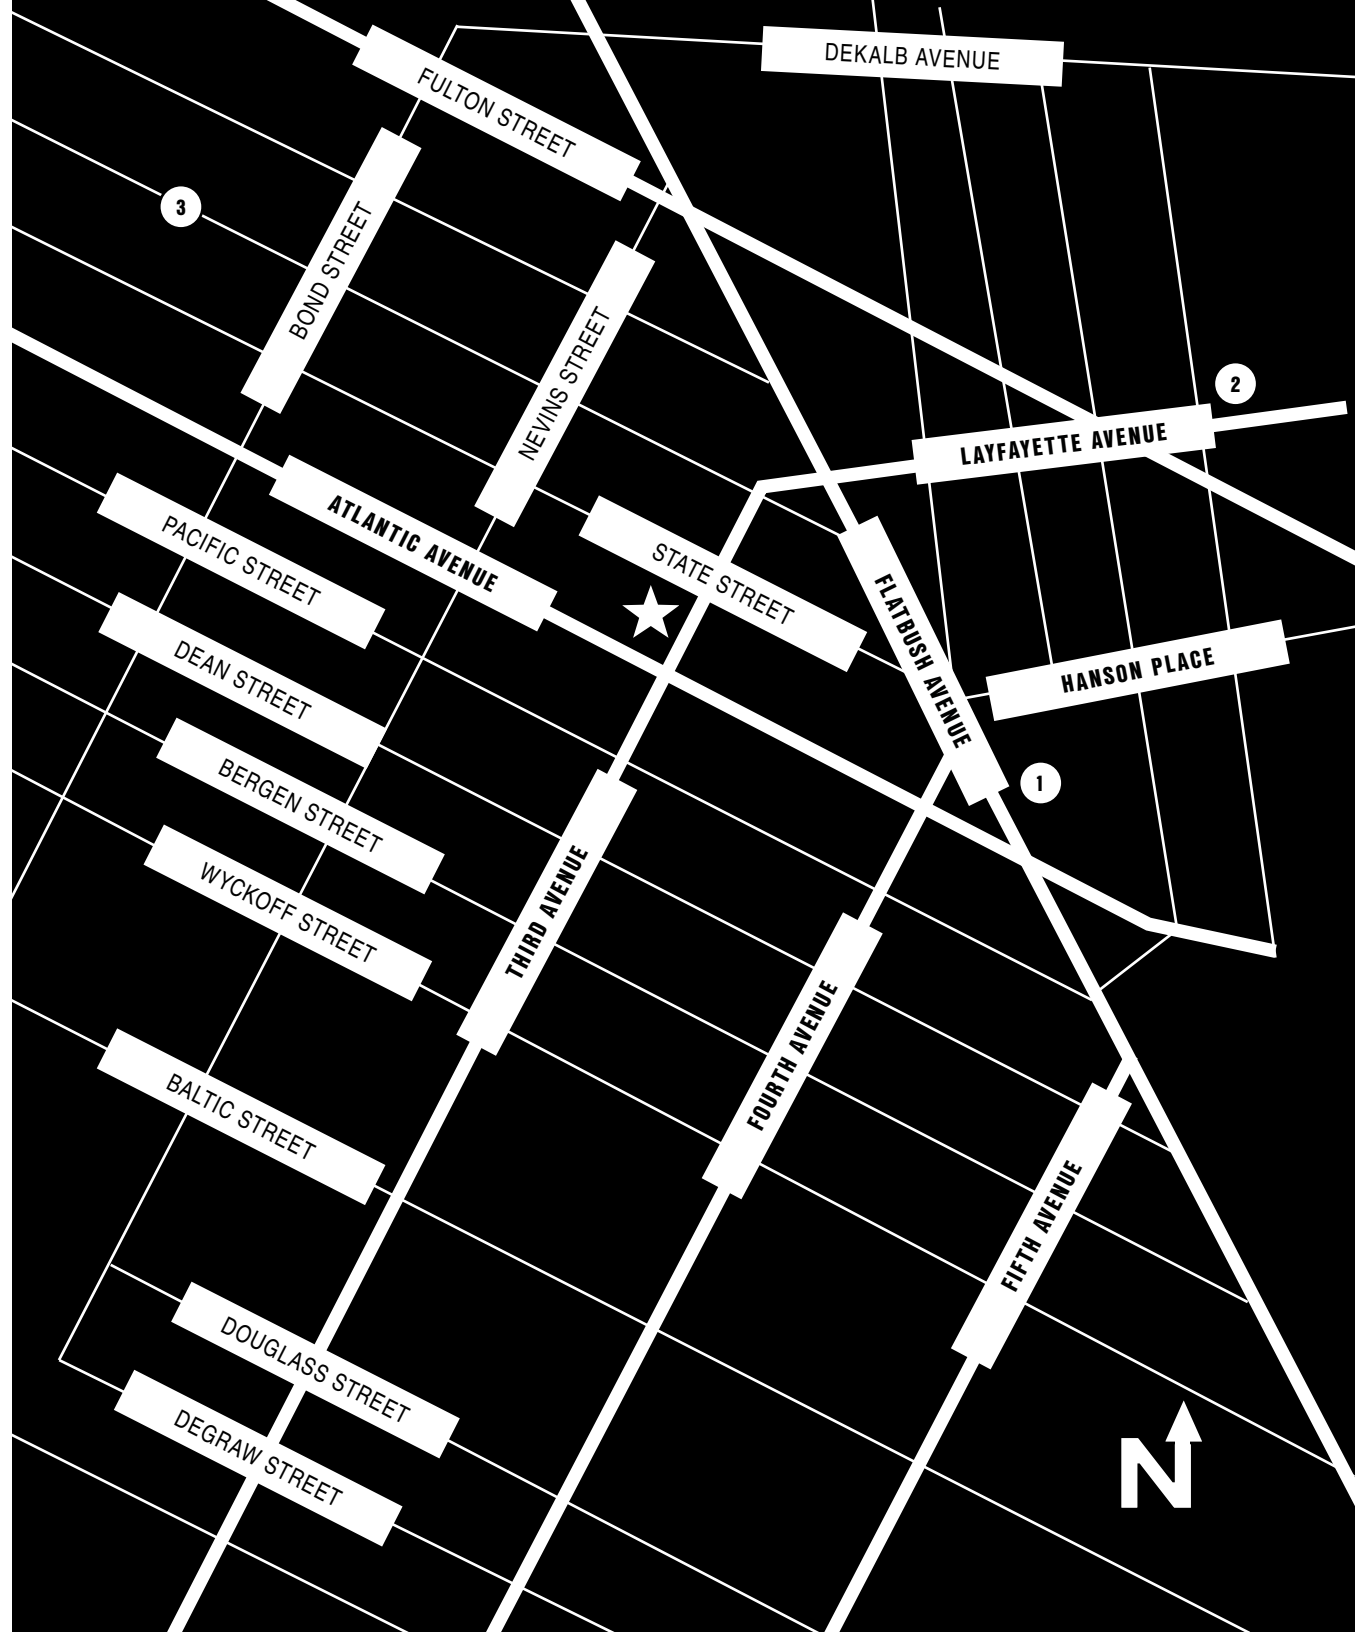 DEKALB AVENUE
FULTON STREET
3
BOND STREET
NEVINS STREET
2
LAYFAYETTE AVENUE
ATLANTIC AVENUE
PACIFIC STREET
STATE STREET
FLATBUSH AVENUE
HANSON PLACE
DEAN STREET
BERGEN STREET
1
WYCKOFF STREET
THIRD AVENUE
FOURTH AVENUE
BALTIC STREET
FIFTH AVENUE
DOUGLASS STREET
DEGRAW STREET
N